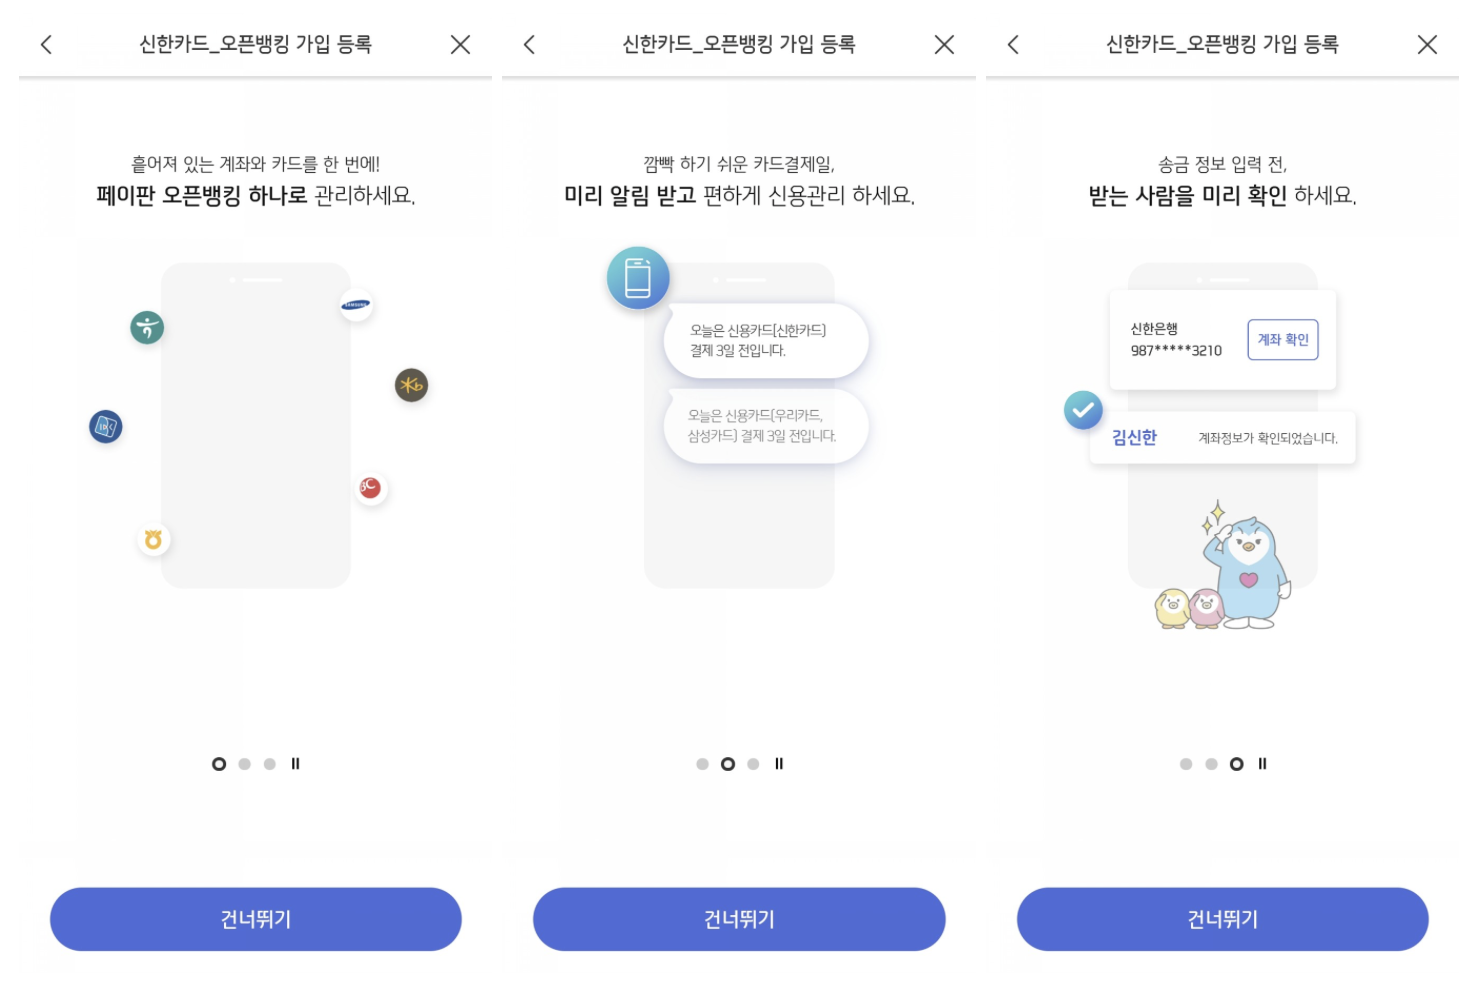 신한카드_오픈뱅킹 가입 등록
흩어져 있는 계좌와 카드를 한 번에!
페이판 오픈뱅킹 하나로 관리하세요.
SAMSUNG
건너뛰기
신한카드_오픈뱅킹 가입 등록
깜빡 하기 쉬운 카드결제일,
미리 알림 받고 편하게 신용관리 하세요.
오늘은 신용카드(신한카드)
결제 3일 전입니다.
오늘은 신용카드(우리카드,
삼성카드) 결제 3일 전입니다.
건너뛰기
신한카드_오픈뱅킹 가입 등록
송금 정보 입력 전,
받는 사람을 미리 확인 하세요.
신한은행
987*****3210
계좌 확인
김신한
계좌정보가 확인되었습니다.
건너뛰기